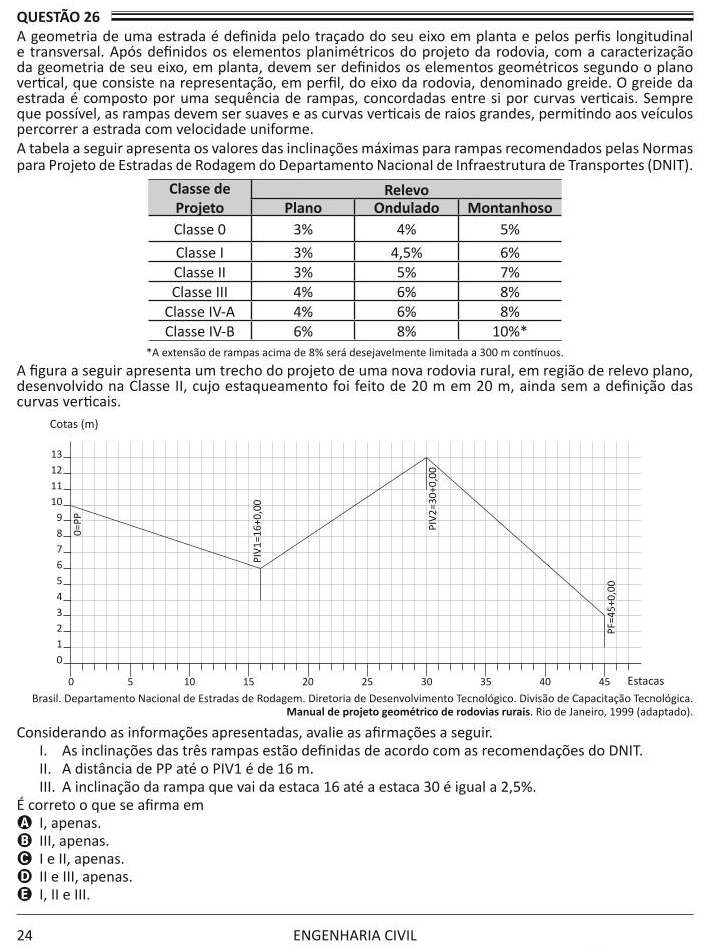 QUESTÃO 26
A geometria de uma estrada é definida pelo traçado do seu eixo em planta e pelos perfis longitudinal
e transversal. Após definidos os elementos planimétricos do projeto da rodovia, com a caracterização
da geometria de seu eixo, em planta, devem ser definidos os elementos geométricos segundo o plano
vertical, que consiste na representação, em perfil, do eixo da rodovia, denominado greide. O greide da
estrada é composto por uma sequência de rampas, concordadas entre si por curvas verticais. Sempre
que possível, as rampas devem ser suaves e as curvas verticais de raios grandes, permitindo aos veículos
percorrer a estrada com velocidade uniforme.
A tabela a seguir apresenta os valores das inclinações máximas para rampas recomendados pelas Normas
para Projeto de Estradas de Rodagem do Departamento Nacional de Infraestrutura de Transportes (DNIT).
Classe de Projeto Relevo
Plano Ondulado Montanhoso
Classe 0 3% 4% 5%
Classe I 3% 4,5% 6%
Classe II 3% 5% 7%
Classe III 4% 6% 8%
Classe IV-A 4% 6% 8%
Classe IV-B 6% 8% 10%*
*A extensão de rampas acima de 8% será desejavelmente limitada a 300 m contínuos.
A figura a seguir apresenta um trecho do projeto de uma nova rodovia rural, em região de relevo plano,
desenvolvido na Classe II, cujo estaqueamento foi feito de 20 m em 20 m, ainda sem a definição das
curvas verticais.
Cotas (m)
13
12
11
10
9
8
7
6
5
4
3
2
1
0
0=PP
PIV1=16+0,00
PIV2=30+0,00
PF=45+0,00
0 5 10 15 20 25 30 35 40 45 Estacas
Brasil. Departamento Nacional de Estradas de Rodagem. Diretoria de Desenvolvimento Tecnológico. Divisão de Capacitação Tecnológica.
Manual de projeto geométrico de rodovias rurais. Rio de Janeiro, 1999 (adaptado).
Considerando as informações apresentadas, avalie as afirmações a seguir.
I. As inclinações das três rampas estão definidas de acordo com as recomendações do DNIT.
II. A distância de PP até o PIV1 é de 16 m.
III. A inclinação da rampa que vai da estaca 16 até a estaca 30 é igual a 2,5%.
É correto o que se afirma em
A I, apenas.
B III, apenas.
C I e II, apenas.
D II e III, apenas.
E I, II e III.
24 ENGENHARIA CIVIL